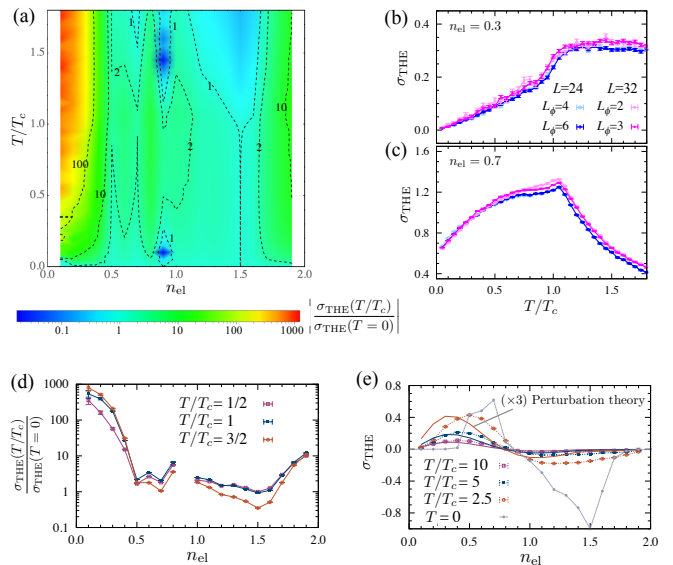 (a)
T/T_c
1.5
1.0
0.5
0.0
0.0 0.5 1.0 1.5 2.0
n_el
1
1
2
1
10
100
2
2
10
1
0.1 1 10 100 1000
|σ_THE(T/T_c) / σ_THE(T = 0)|
(b)
n_el = 0.3
σ_THE
0.4
0.2
0.0
L=24 L=32
L_ϕ=4 L_ϕ=2
L_ϕ=6 L_ϕ=3
(c)
n_el = 0.7
σ_THE
1.6
1.2
0.8
0.4
0.0 0.5 1.0 1.5
T/T_c
(d)
σ_THE(T/T_c) / σ_THE(T = 0)
1000
100
10
1
0.1
T/T_c = 1/2
T/T_c = 1
T/T_c = 3/2
0.0 0.5 1.0 1.5 2.0
n_el
(e)
(×3) Perturbation theory
σ_THE
0.8
0.4
0.0
-0.4
-0.8
T/T_c = 10
T/T_c = 5
T/T_c = 2.5
T = 0
0.0 0.5 1.0 1.5 2.0
n_el